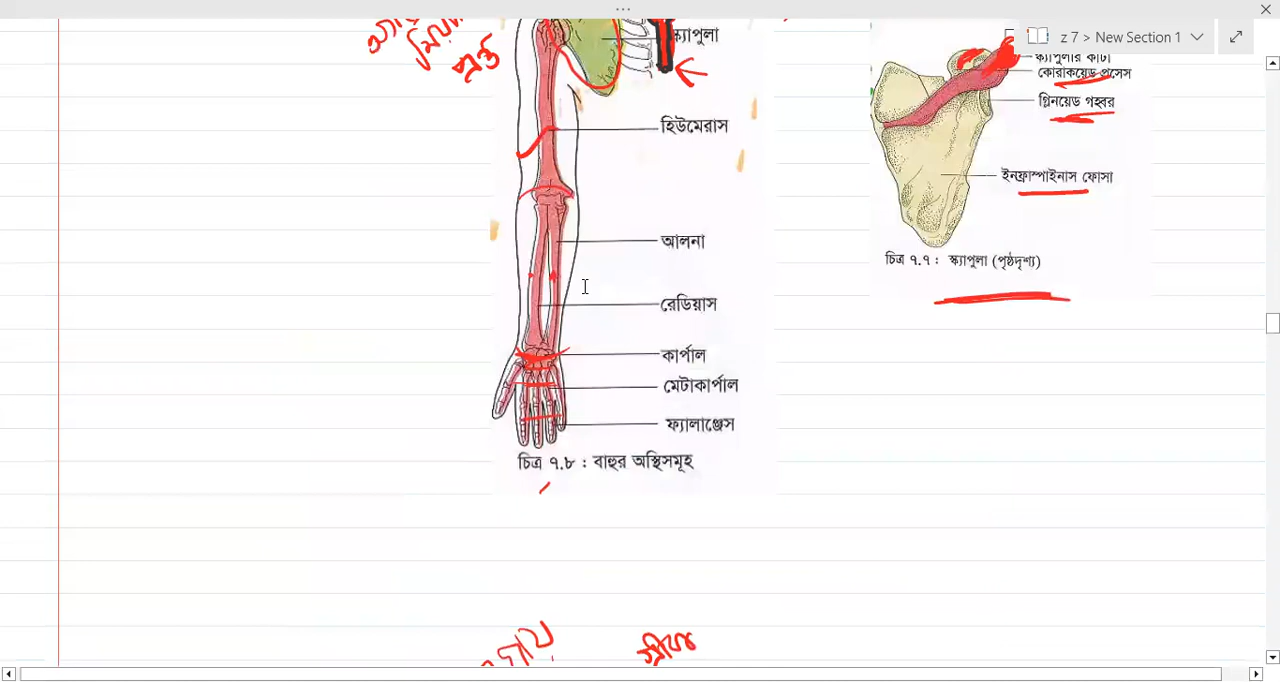 z 7 > New Section 1
স্ক্যাপুলা
হিউমেরাস
আলনা
রেডিয়াস
কার্পাল
মেটাকার্পাল
ফ্যালাঞ্জেস
চিত্র ৭.৮ : বাহুর অস্থিসমূহ
স্ক্যাপুলার কাঁটা
কোরাকয়েড প্রসেস
গ্লিনয়েড গহ্বর
ইনফ্রাস্পাইনাস ফোসা
চিত্র ৭.৭ : স্ক্যাপুলা (পৃষ্ঠদৃশ্য)
প্রান্ত